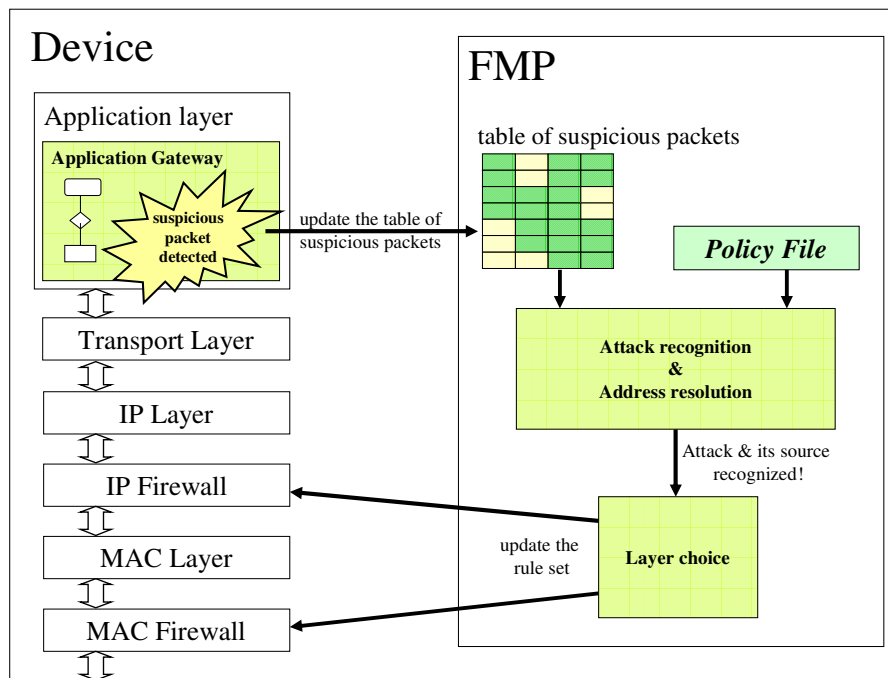 Device
Application layer
Application Gateway
suspicious
packet
detected
Transport Layer
IP Layer
IP Firewall
MAC Layer
MAC Firewall
update the table of
suspicious packets
FMP
table of suspicious packets
Policy File
Attack recognition
&
Address resolution
Attack & its source
recognized!
Layer choice
update the
rule set